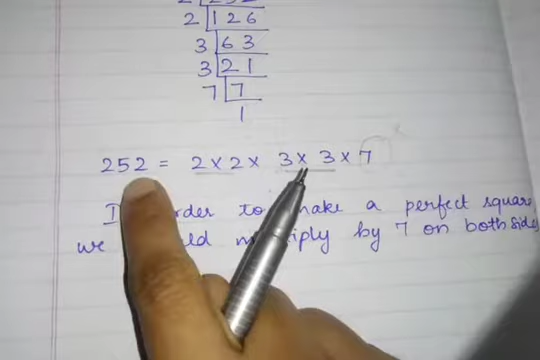 2 126
3 63
3 21
7 7
1
252 = 2 × 2 × 3 × 3 × 7
to make a perfect square
we by 7 on both sides